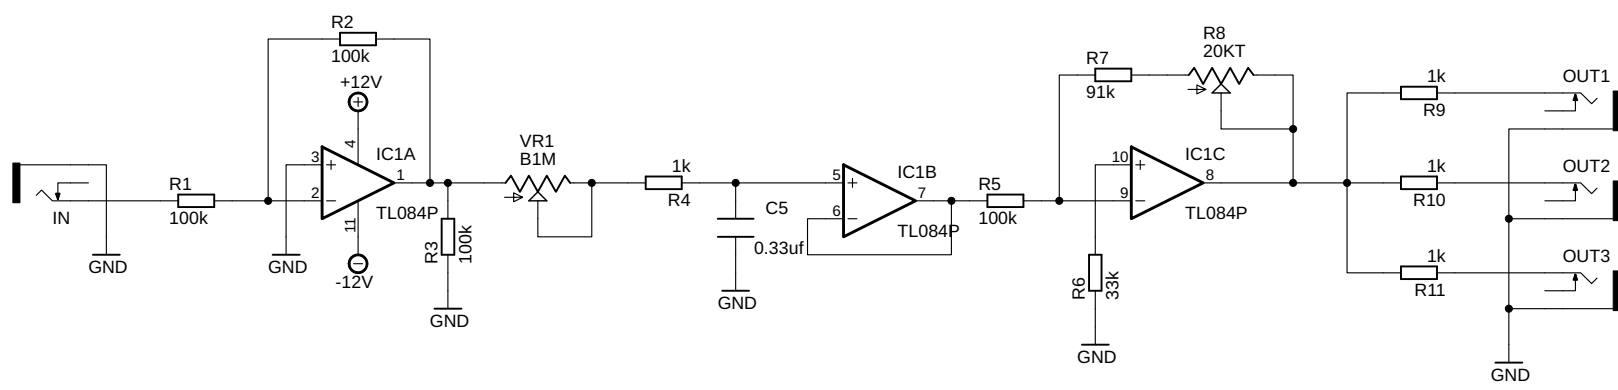 IN
GND
R1
100k
R2
100k
+12V
4
3
2
1
11
IC1A
TL084P
-12V
GND
R3
100k
GND
VR1
B1M
1k
R4
C5
0.33uf
GND
5
6
7
IC1B
TL084P
R5
100k
R7
91k
R8
20KT
10
9
8
IC1C
TL084P
R6
33k
GND
1k
R9
OUT1
1k
R10
OUT2
1k
R11
OUT3
GND